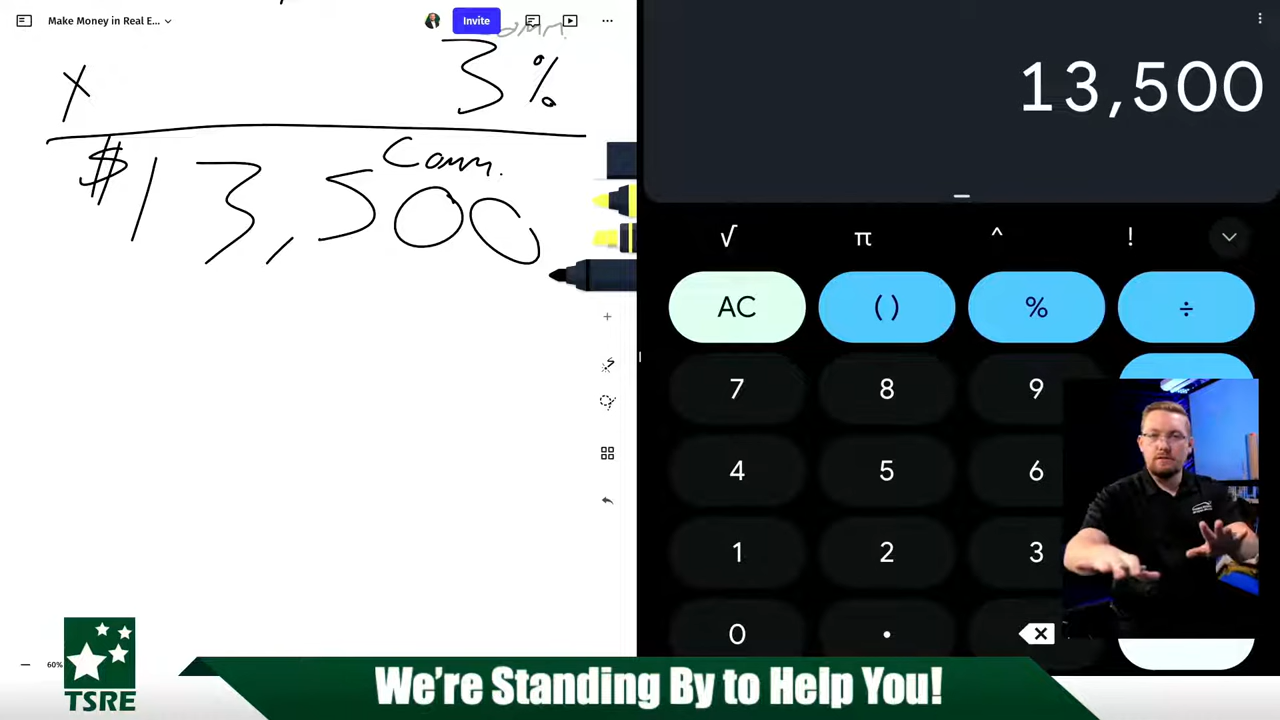 Make Money in Real E...
Invite
Comm.
x 3%
Comm.
$13,500
60%
13,500
√ π ^ !
AC ( ) % ÷
7 8 9
4 5 6
1 2 3
0 .
TSRE
We're Standing By to Help You!